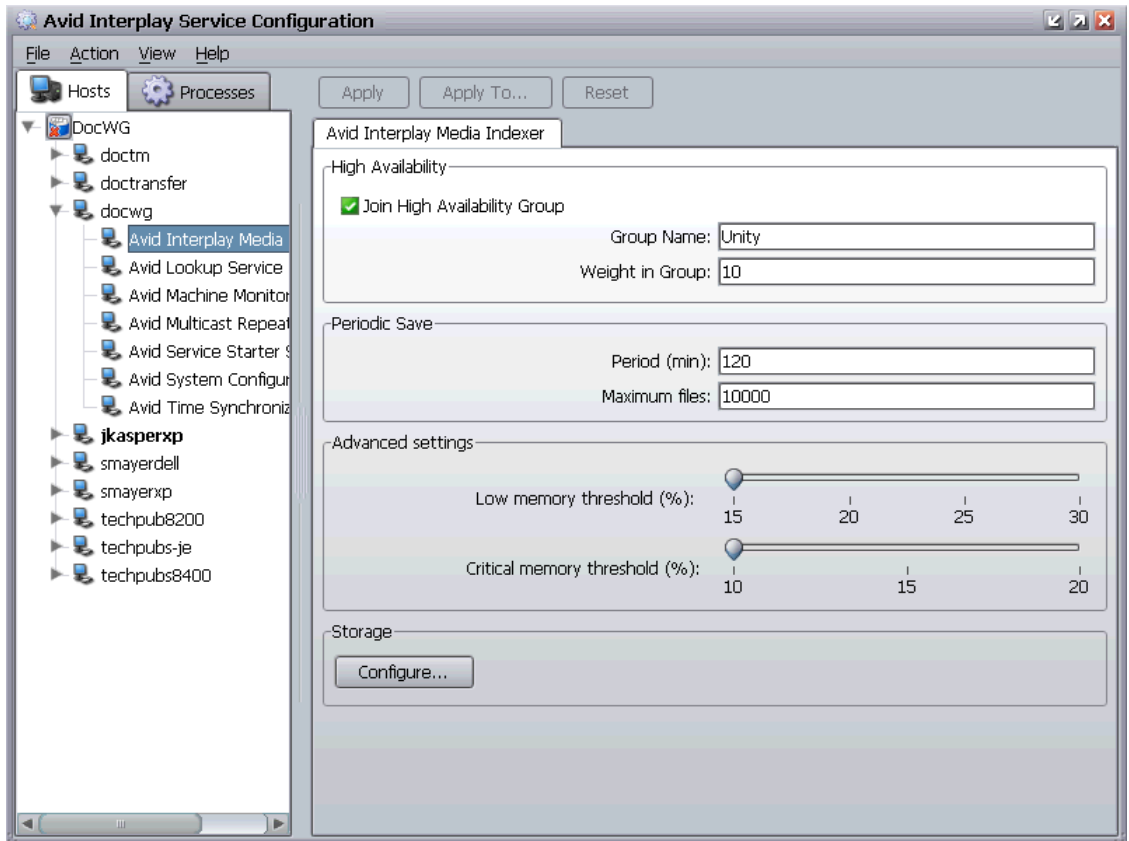 Avid Interplay Service Configuration
File Action View Help
Hosts Processes
Apply Apply To... Reset
DocWG
doctm
doctransfer
docwg
Avid Interplay Media
Avid Lookup Service
Avid Machine Monitor
Avid Multicast Repeat
Avid Service Starter S
Avid System Configur
Avid Time Synchroniz
jkasperxp
smayerdell
smayerxp
techpub8200
techpubs-je
techpubs8400
Avid Interplay Media Indexer
High Availability
Join High Availability Group
Group Name: Unity
Weight in Group: 10
Periodic Save
Period (min): 120
Maximum files: 10000
Advanced settings
Low memory threshold (%):
15 20 25 30
Critical memory threshold (%):
10 15 20
Storage
Configure...